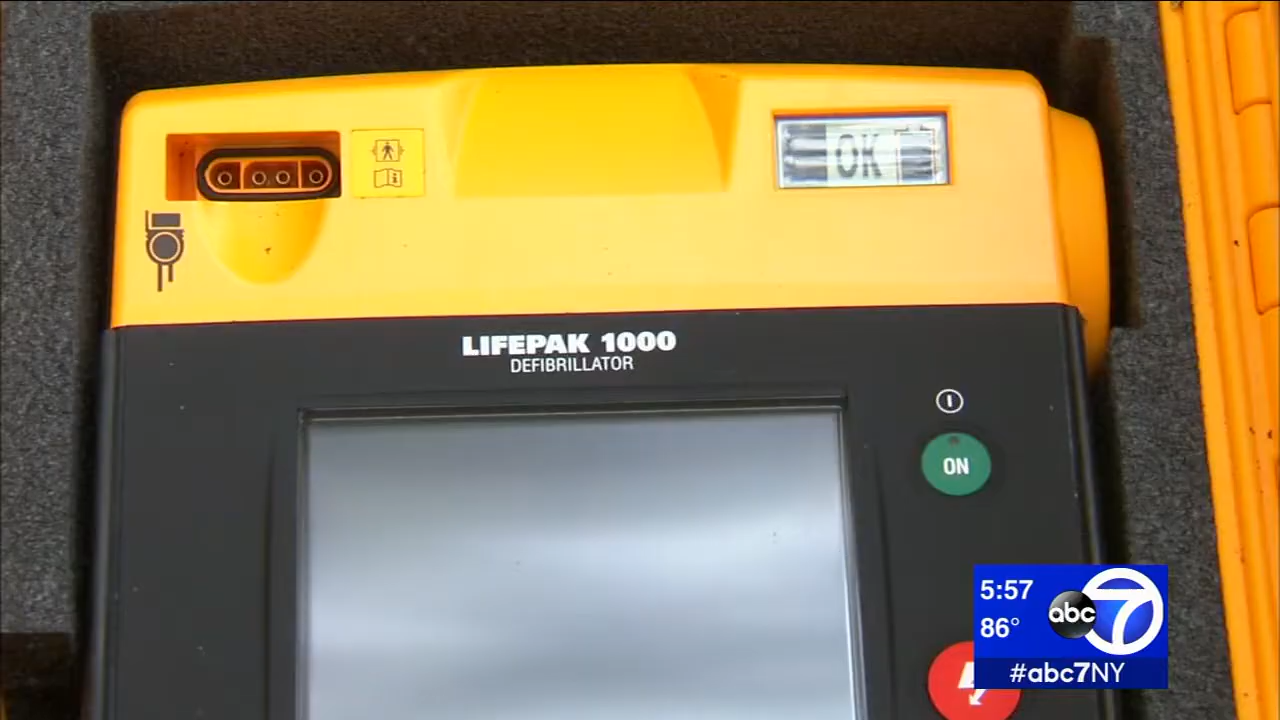 OK
LIFEPAK 1000
DEFIBRILLATOR
ON
5:57
86°
abc 7
#abc7NY